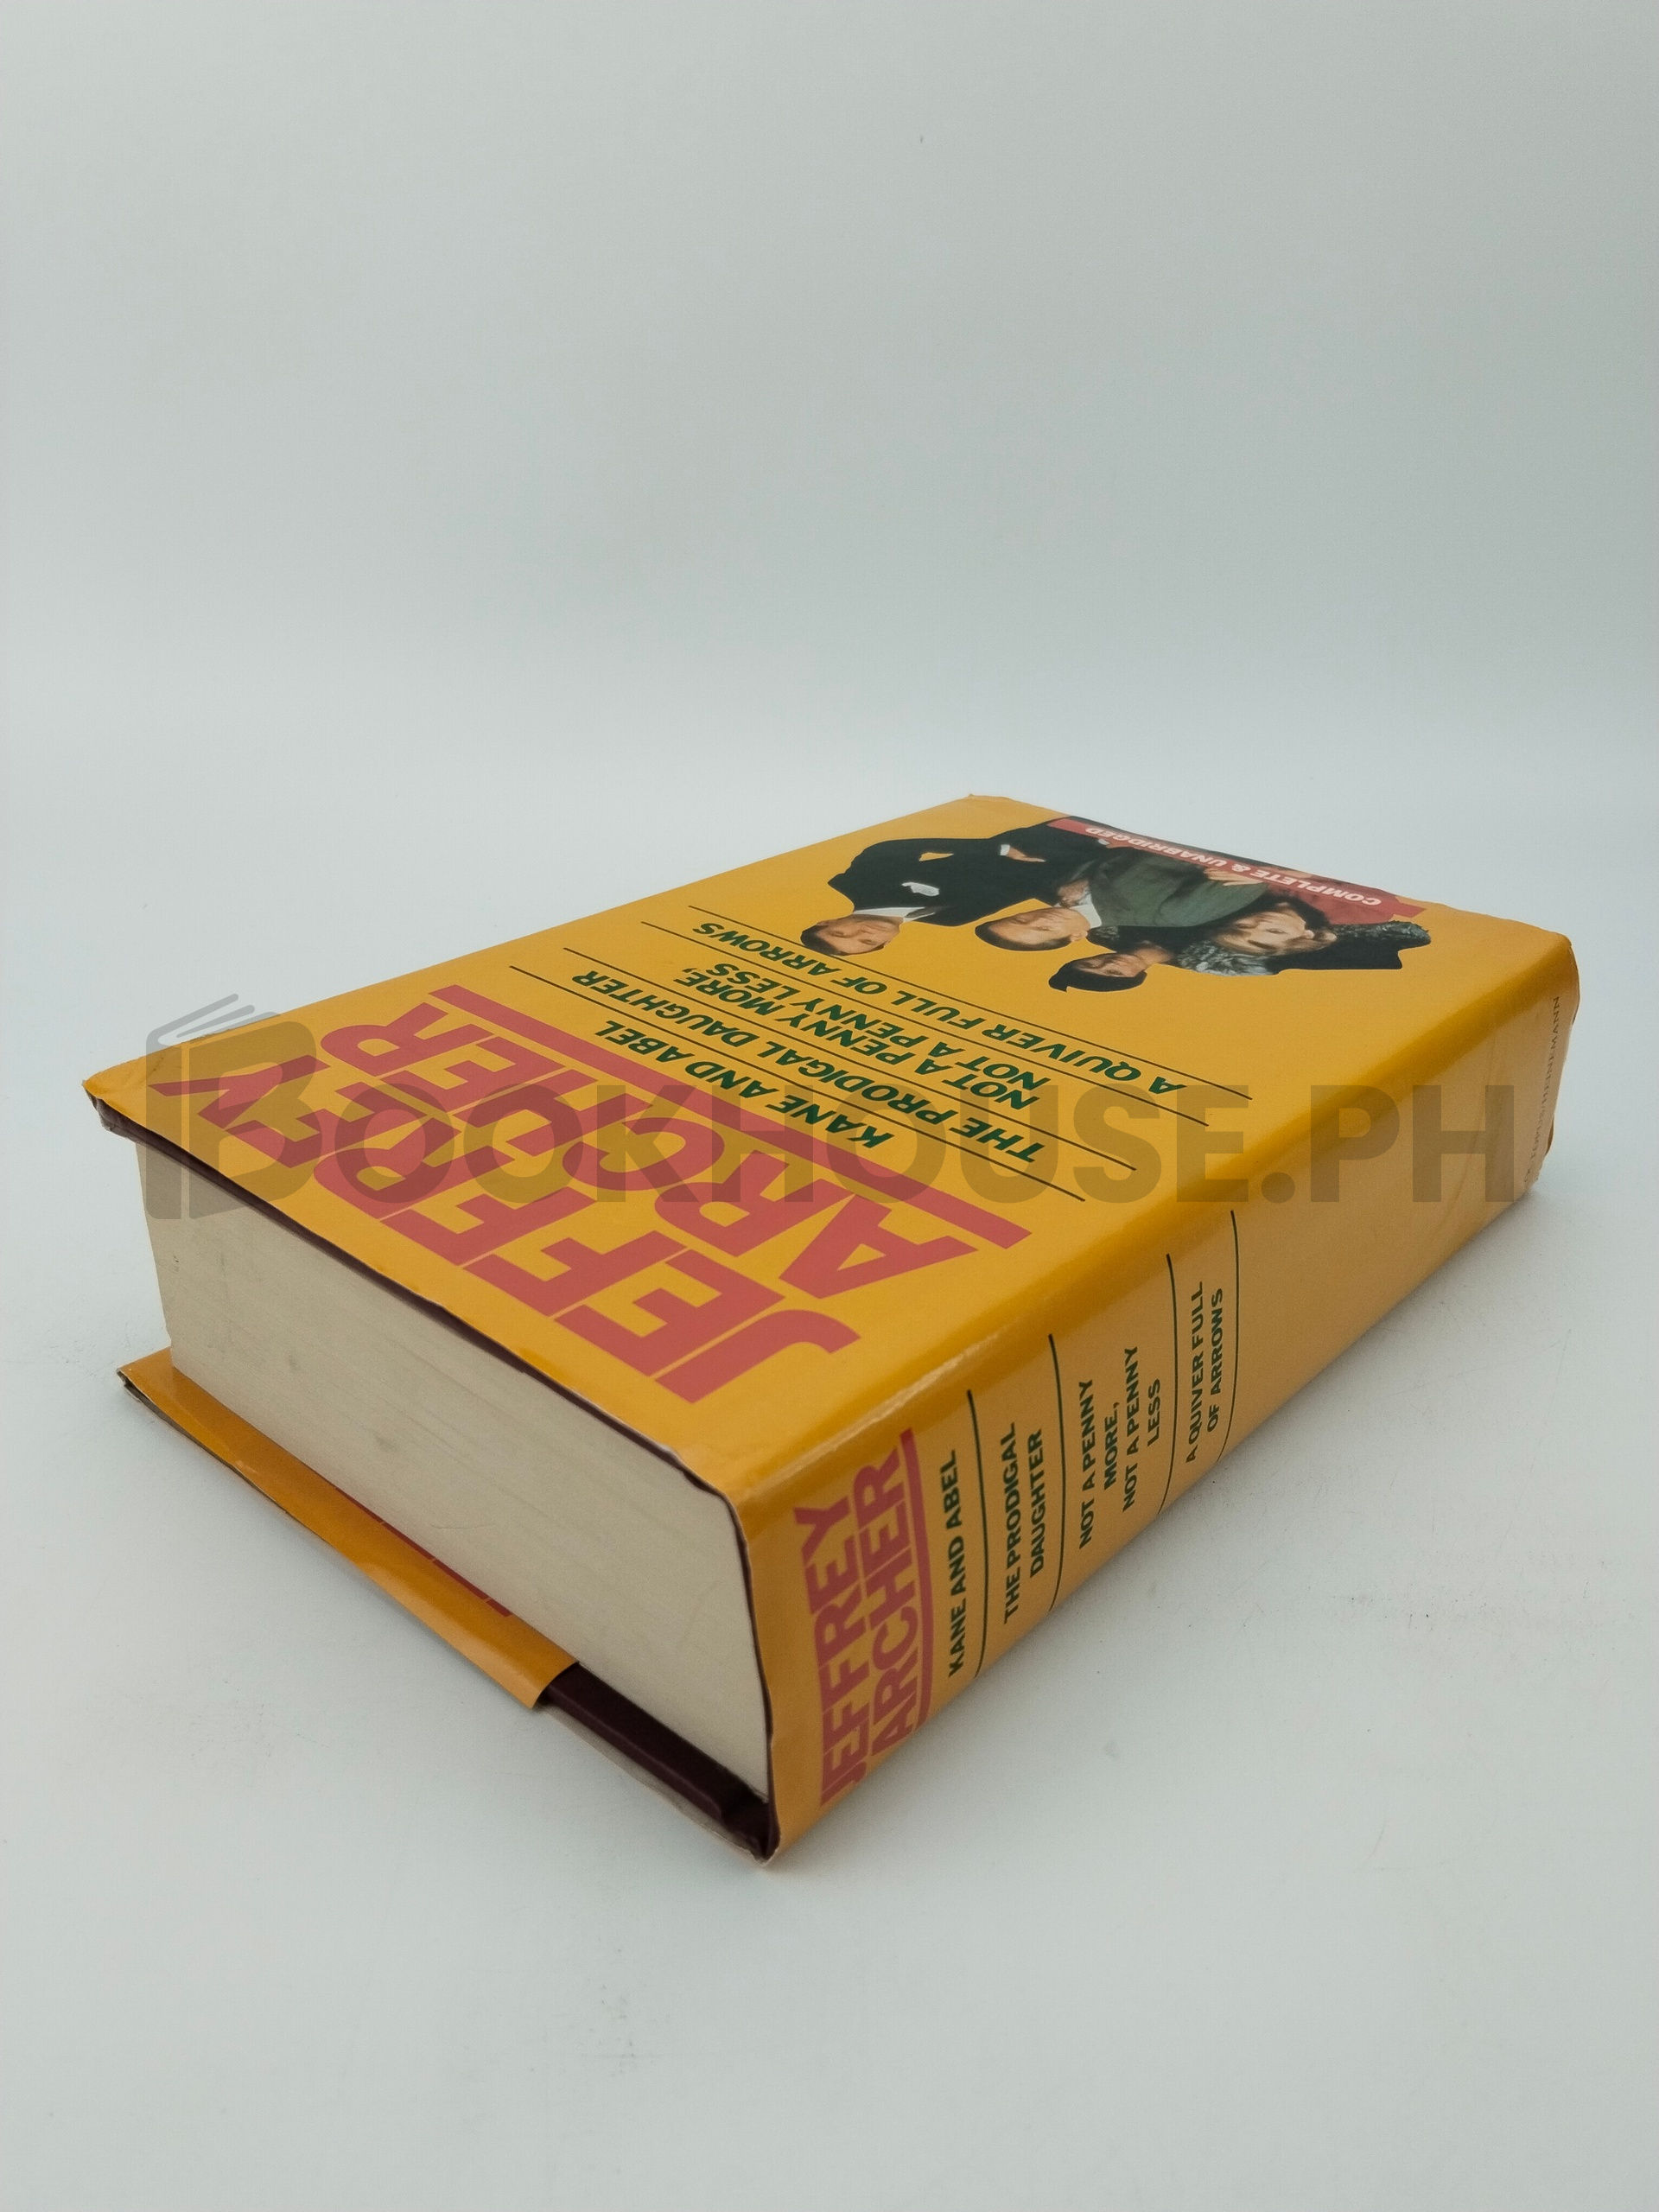 JEFFREY
ARCHER
KANE AND ABEL
THE PRODIGAL DAUGHTER
NOT A PENNY MORE,
NOT A PENNY LESS
A QUIVER FULL OF ARROWS
COMPLETE & UNABRIDGED
JEFFREY
ARCHER
KANE AND ABEL
THE PRODIGAL
DAUGHTER
NOT A PENNY
MORE,
NOT A PENNY
LESS
A QUIVER FULL
OF ARROWS
HEINEMANN
BOOKHOUSE.PH